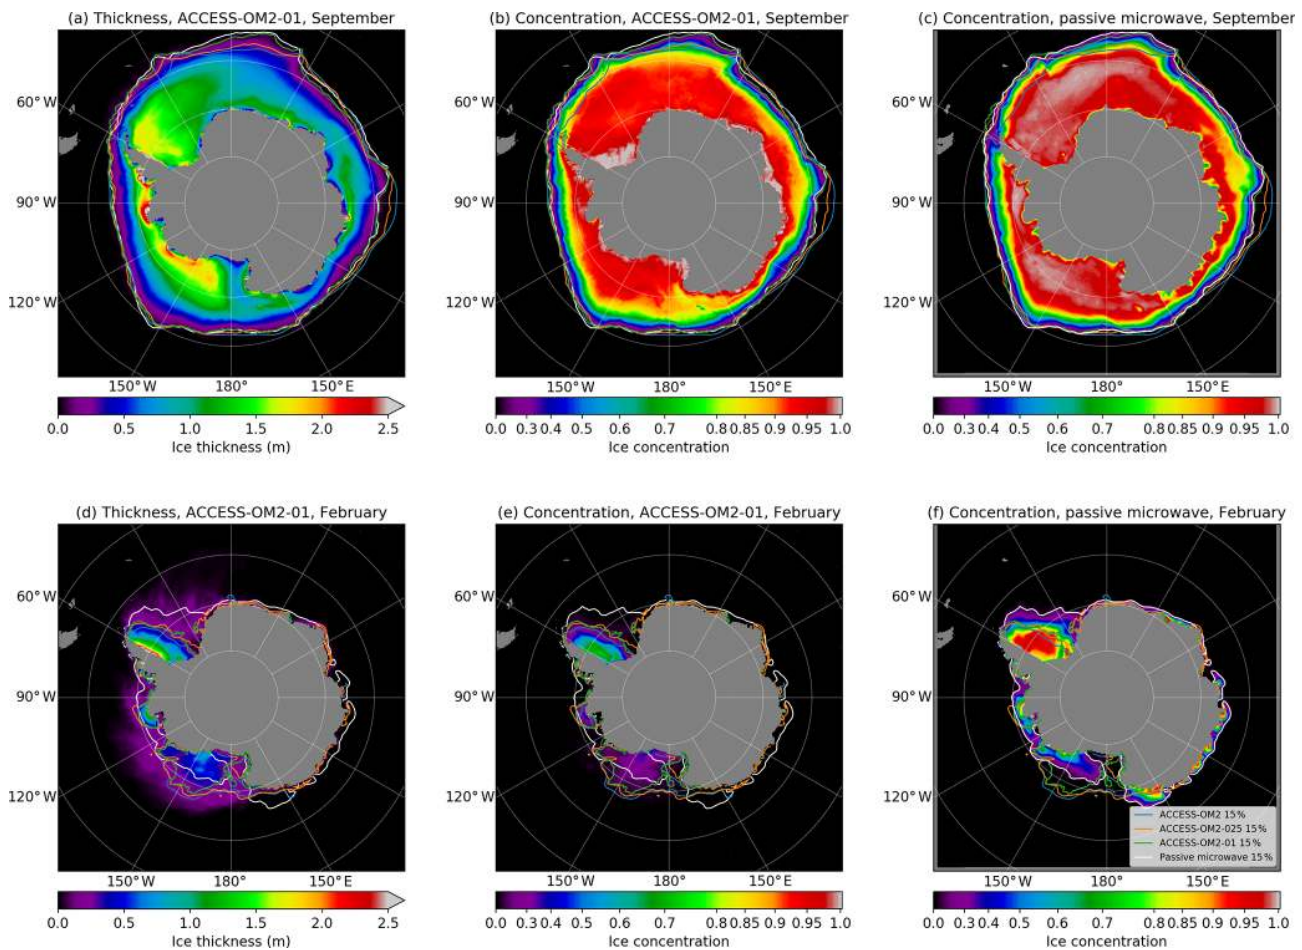 (a) Thickness, ACCESS-OM2-01, September
(b) Concentration, ACCESS-OM2-01, September
(c) Concentration, passive microwave, September
60°W
60°W
60°W
90°W
90°W
90°W
120°W
120°W
120°W
150°W 180° 150°E
150°W 180° 150°E
150°W 180° 150°E
0.0 0.5 1.0 1.5 2.0 2.5
0.0 0.3 0.4 0.5 0.6 0.7 0.8 0.85 0.9 0.95 1.0
0.0 0.3 0.4 0.5 0.6 0.7 0.8 0.85 0.9 0.95 1.0
Ice thickness (m)
Ice concentration
Ice concentration
(d) Thickness, ACCESS-OM2-01, February
(e) Concentration, ACCESS-OM2-01, February
(f) Concentration, passive microwave, February
60°W
60°W
60°W
90°W
90°W
90°W
120°W
120°W
120°W
ACCESS-OM2 15%
ACCESS-OM2-025 15%
ACCESS-OM2-01 15%
Passive microwave 15%
150°W 180° 150°E
150°W 180° 150°E
150°W 180° 150°E
0.0 0.5 1.0 1.5 2.0 2.5
0.0 0.3 0.4 0.5 0.6 0.7 0.8 0.85 0.9 0.95 1.0
0.0 0.3 0.4 0.5 0.6 0.7 0.8 0.85 0.9 0.95 1.0
Ice thickness (m)
Ice concentration
Ice concentration